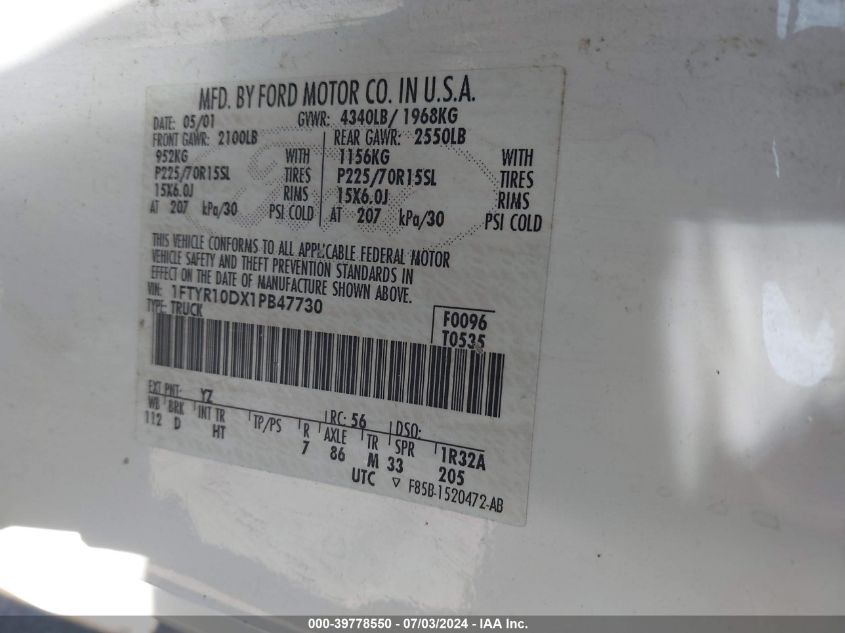 MFD. BY FORD MOTOR CO. IN U.S.A.
DATE: 05/01 GVWR: 4340LB/ 1968KG
FRONT GAWR: 2100LB REAR GAWR: 2550LB
952KG WITH 1156KG WITH
P225/70R15SL TIRES P225/70R15SL TIRES
15X6.0J RIMS 15X6.0J RIMS
AT 207 kPa/30 PSI COLD AT 207 kPa/30 PSI COLD
THIS VEHICLE CONFORMS TO ALL APPLICABLE FEDERAL MOTOR
VEHICLE SAFETY AND THEFT PREVENTION STANDARDS IN
EFFECT ON THE DATE OF MANUFACTURE SHOWN ABOVE.
VIN: 1FTYR10DX1PB47730
TYPE: TRUCK
F0096
T0535
EXT PNT: YZ RC: 56 DSO:
WB BRK INT TR TP/PS R AXLE TR SPR 1R32A
112 D HT 7 86 M 33 205
UTC ▽ F85B-1520472-AB
000-39778550 - 07/03/2024 - IAA Inc.